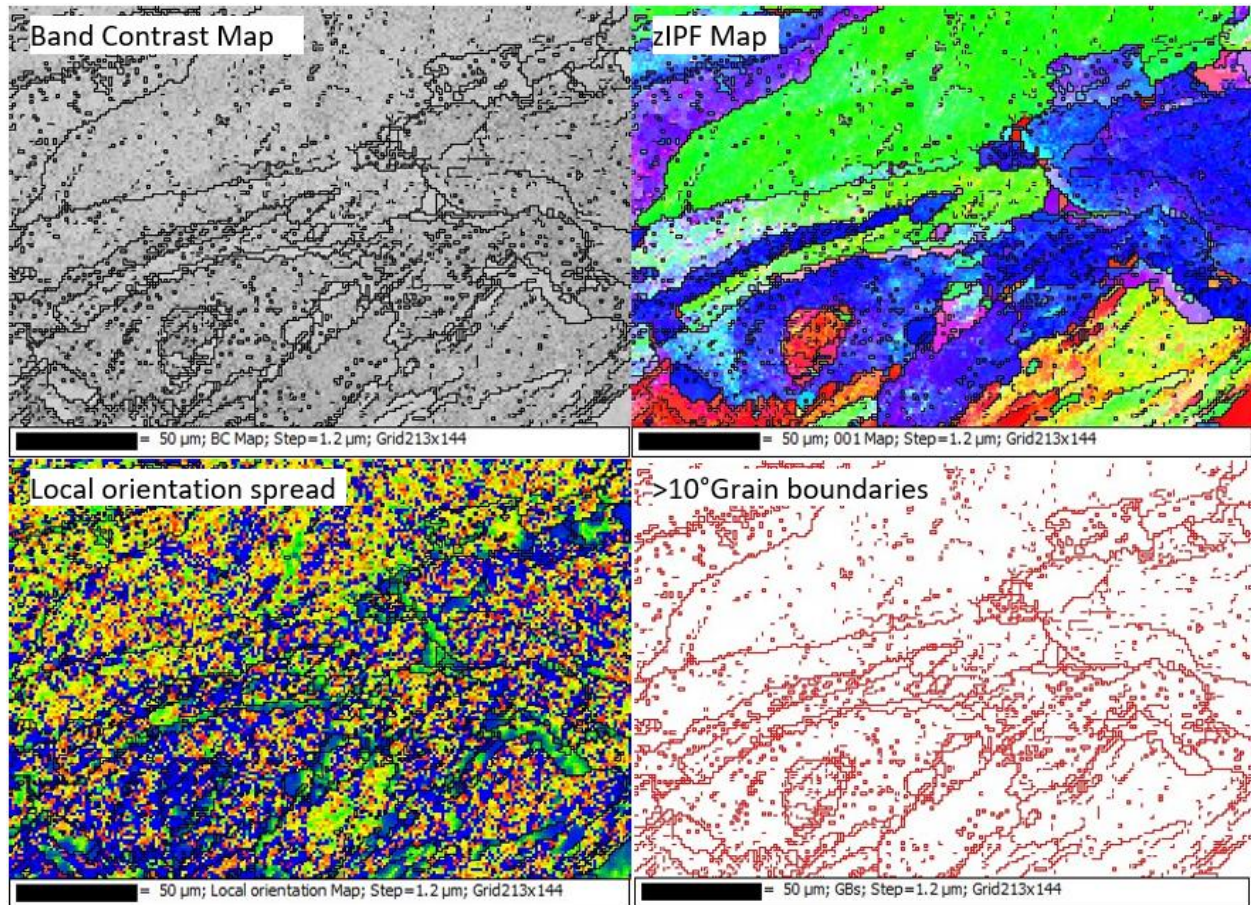 Band Contrast Map
zIPF Map
= 50 µm; BC Map; Step=1.2 µm; Grid213x144
= 50 µm; 001 Map; Step=1.2 µm; Grid213x144
Local orientation spread
>10°Grain boundaries
= 50 µm; Local orientation Map; Step=1.2 µm; Grid213x144
= 50 µm; GBs; Step=1.2 µm; Grid213x144